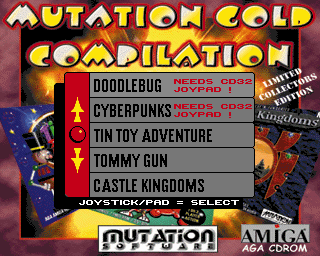 MUTATION GOLD
COMPILATION
DOODLEBUG NEEDS CD32
JOYPAD !
CYBERPUNKS NEEDS CD32
JOYPAD !
TIN TOY ADVENTURE
TOMMY GUN
CASTLE KINGDOMS
JOYSTICK/PAD = SELECT
LIMITED
COLLECTORS
EDITION
Kingdoms
MUTATION
SOFTWARE
AMIGA
AGA CDROM